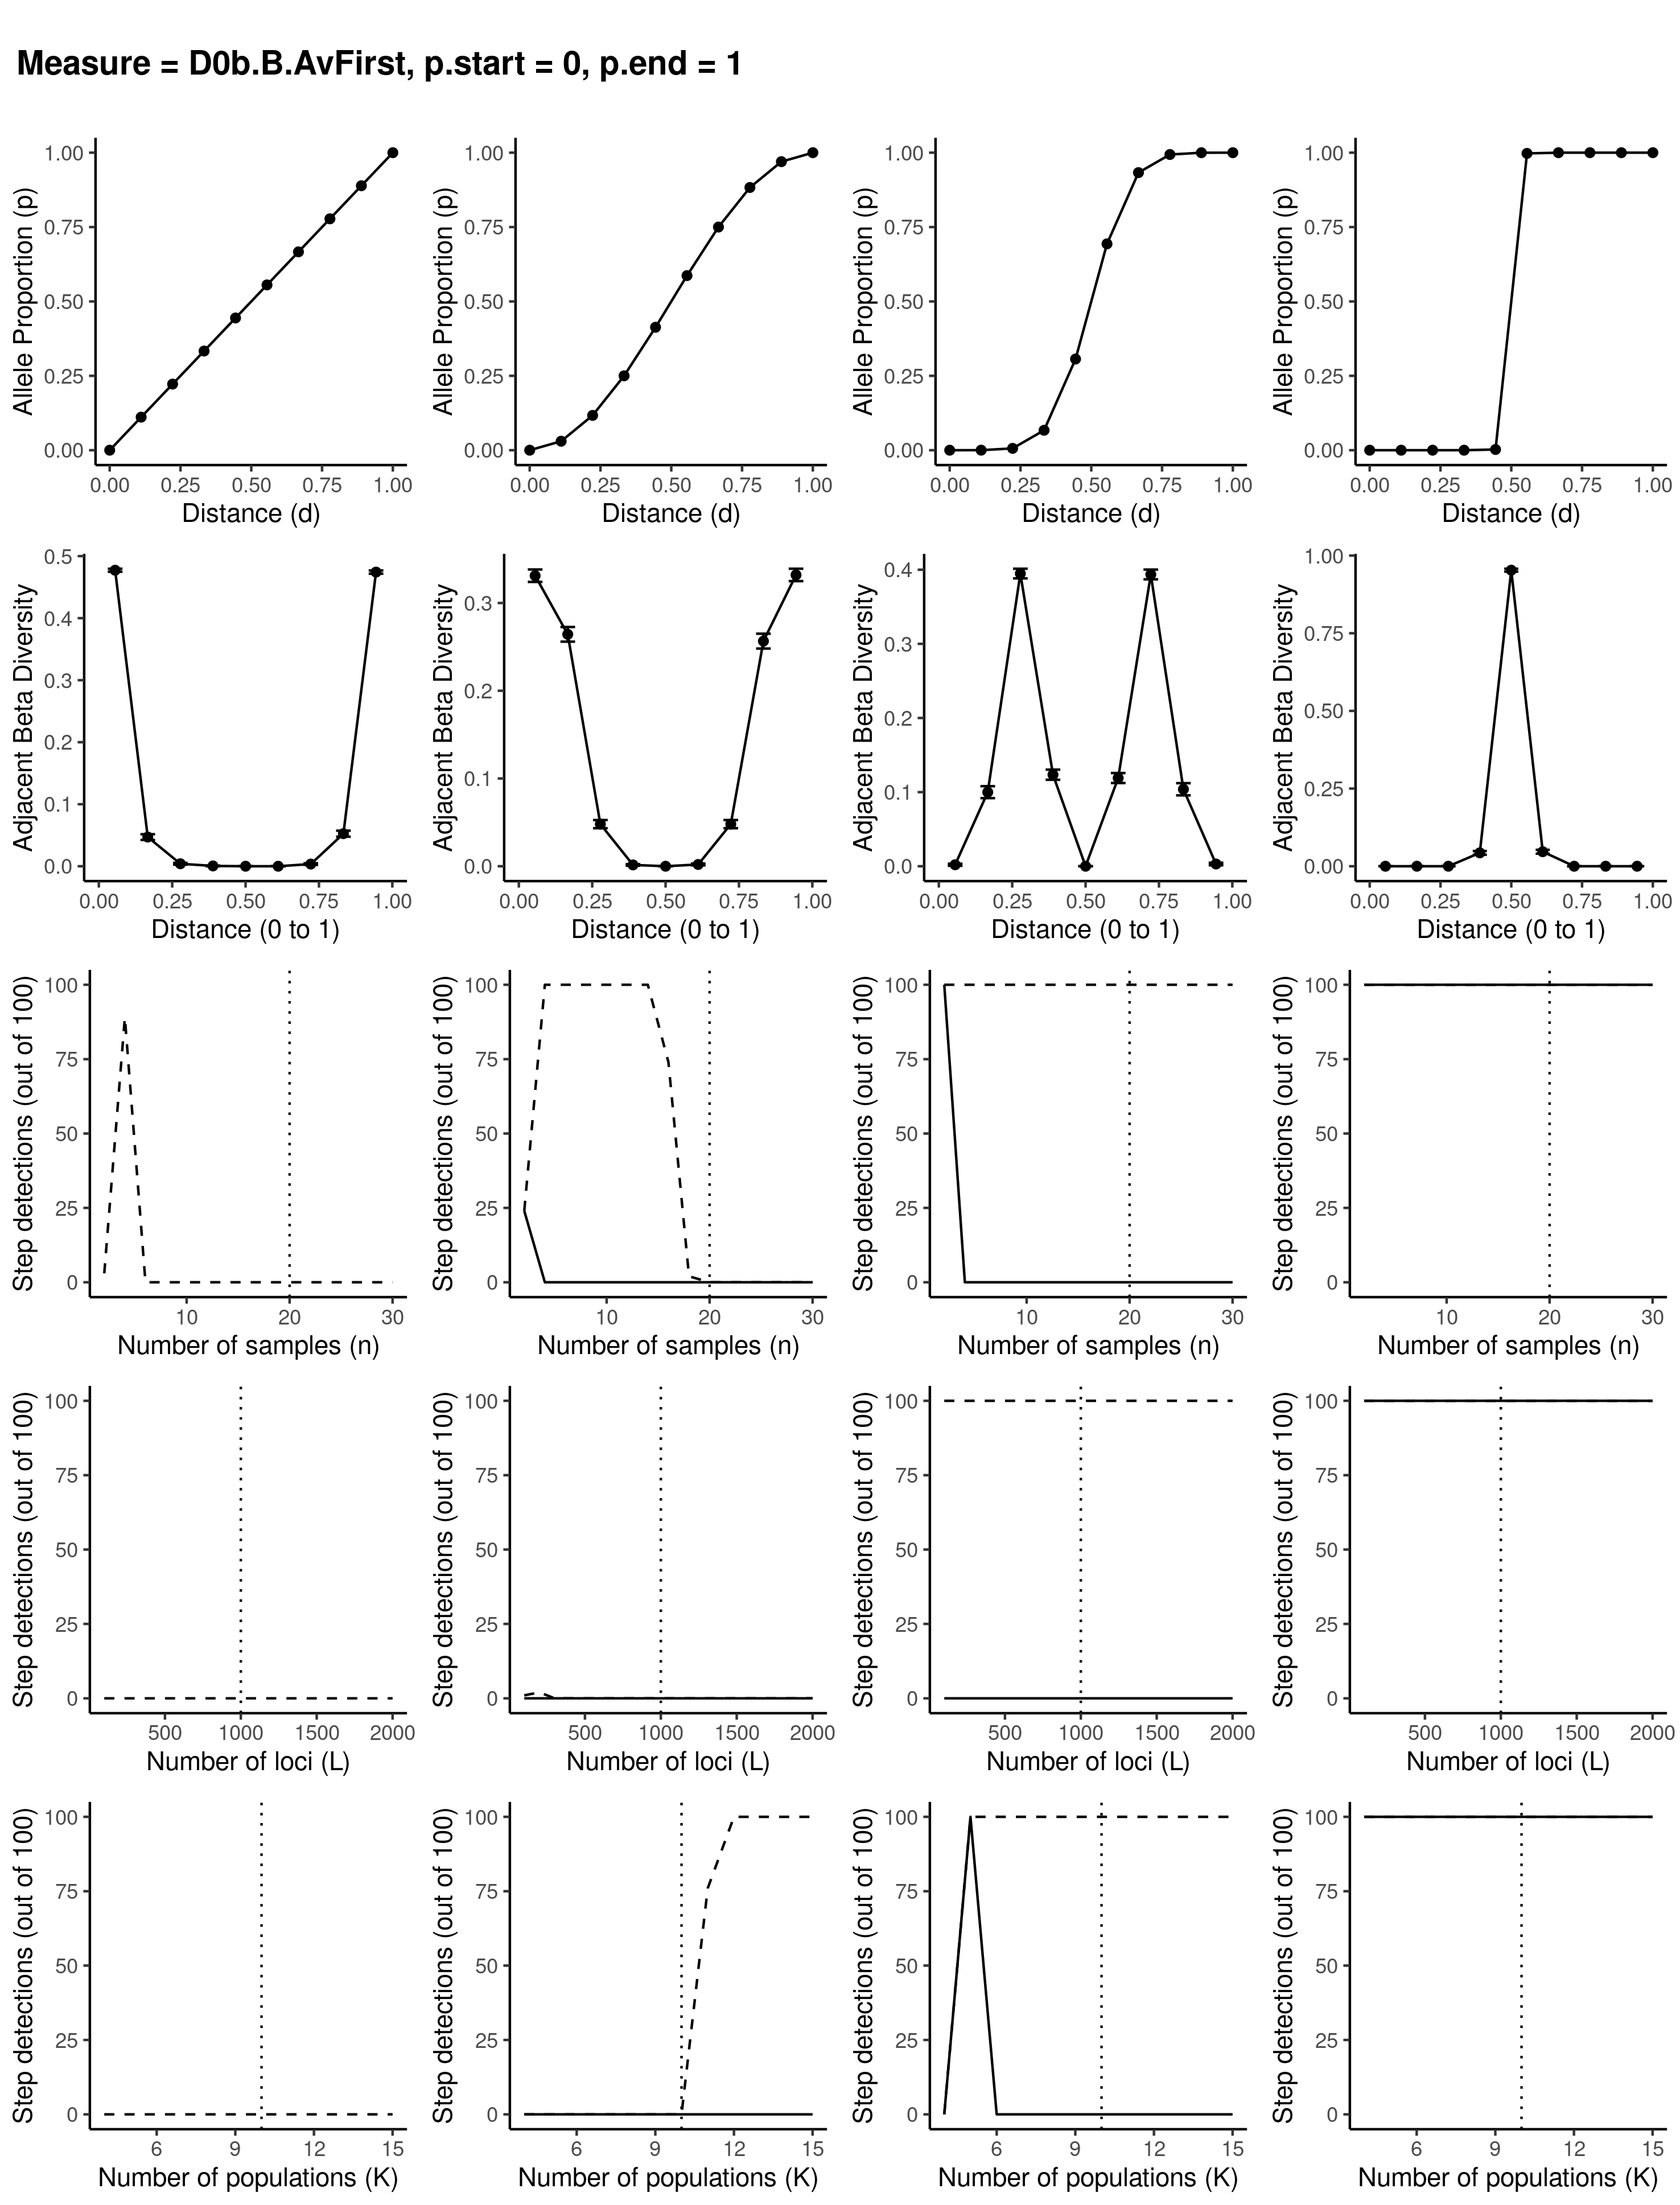 Measure = D0b.B.AvFirst, p.start = 0, p.end = 1
Allele Proportion (p)
1.00
0.75
0.50
0.25
0.00
0.00 0.25 0.50 0.75 1.00
Distance (d)
Allele Proportion (p)
1.00
0.75
0.50
0.25
0.00
0.00 0.25 0.50 0.75 1.00
Distance (d)
Allele Proportion (p)
1.00
0.75
0.50
0.25
0.00
0.00 0.25 0.50 0.75 1.00
Distance (d)
Allele Proportion (p)
1.00
0.75
0.50
0.25
0.00
0.00 0.25 0.50 0.75 1.00
Distance (d)
Adjacent Beta Diversity
0.5
0.4
0.3
0.2
0.1
0.0
0.00 0.25 0.50 0.75 1.00
Distance (0 to 1)
Adjacent Beta Diversity
0.3
0.2
0.1
0.0
0.00 0.25 0.50 0.75 1.00
Distance (0 to 1)
Adjacent Beta Diversity
0.4
0.3
0.2
0.1
0.0
0.00 0.25 0.50 0.75 1.00
Distance (0 to 1)
Adjacent Beta Diversity
1.00
0.75
0.50
0.25
0.00
0.00 0.25 0.50 0.75 1.00
Distance (0 to 1)
Step detections (out of 100)
100
75
50
25
0
10 20 30
Number of samples (n)
Step detections (out of 100)
100
75
50
25
0
10 20 30
Number of samples (n)
Step detections (out of 100)
100
75
50
25
0
10 20 30
Number of samples (n)
Step detections (out of 100)
100
75
50
25
0
10 20 30
Number of samples (n)
Step detections (out of 100)
100
75
50
25
0
500 1000 1500 2000
Number of loci (L)
Step detections (out of 100)
100
75
50
25
0
500 1000 1500 2000
Number of loci (L)
Step detections (out of 100)
100
75
50
25
0
500 1000 1500 2000
Number of loci (L)
Step detections (out of 100)
100
75
50
25
0
500 1000 1500 2000
Number of loci (L)
Step detections (out of 100)
100
75
50
25
0
6 9 12 15
Number of populations (K)
Step detections (out of 100)
100
75
50
25
0
6 9 12 15
Number of populations (K)
Step detections (out of 100)
100
75
50
25
0
6 9 12 15
Number of populations (K)
Step detections (out of 100)
100
75
50
25
0
6 9 12 15
Number of populations (K)